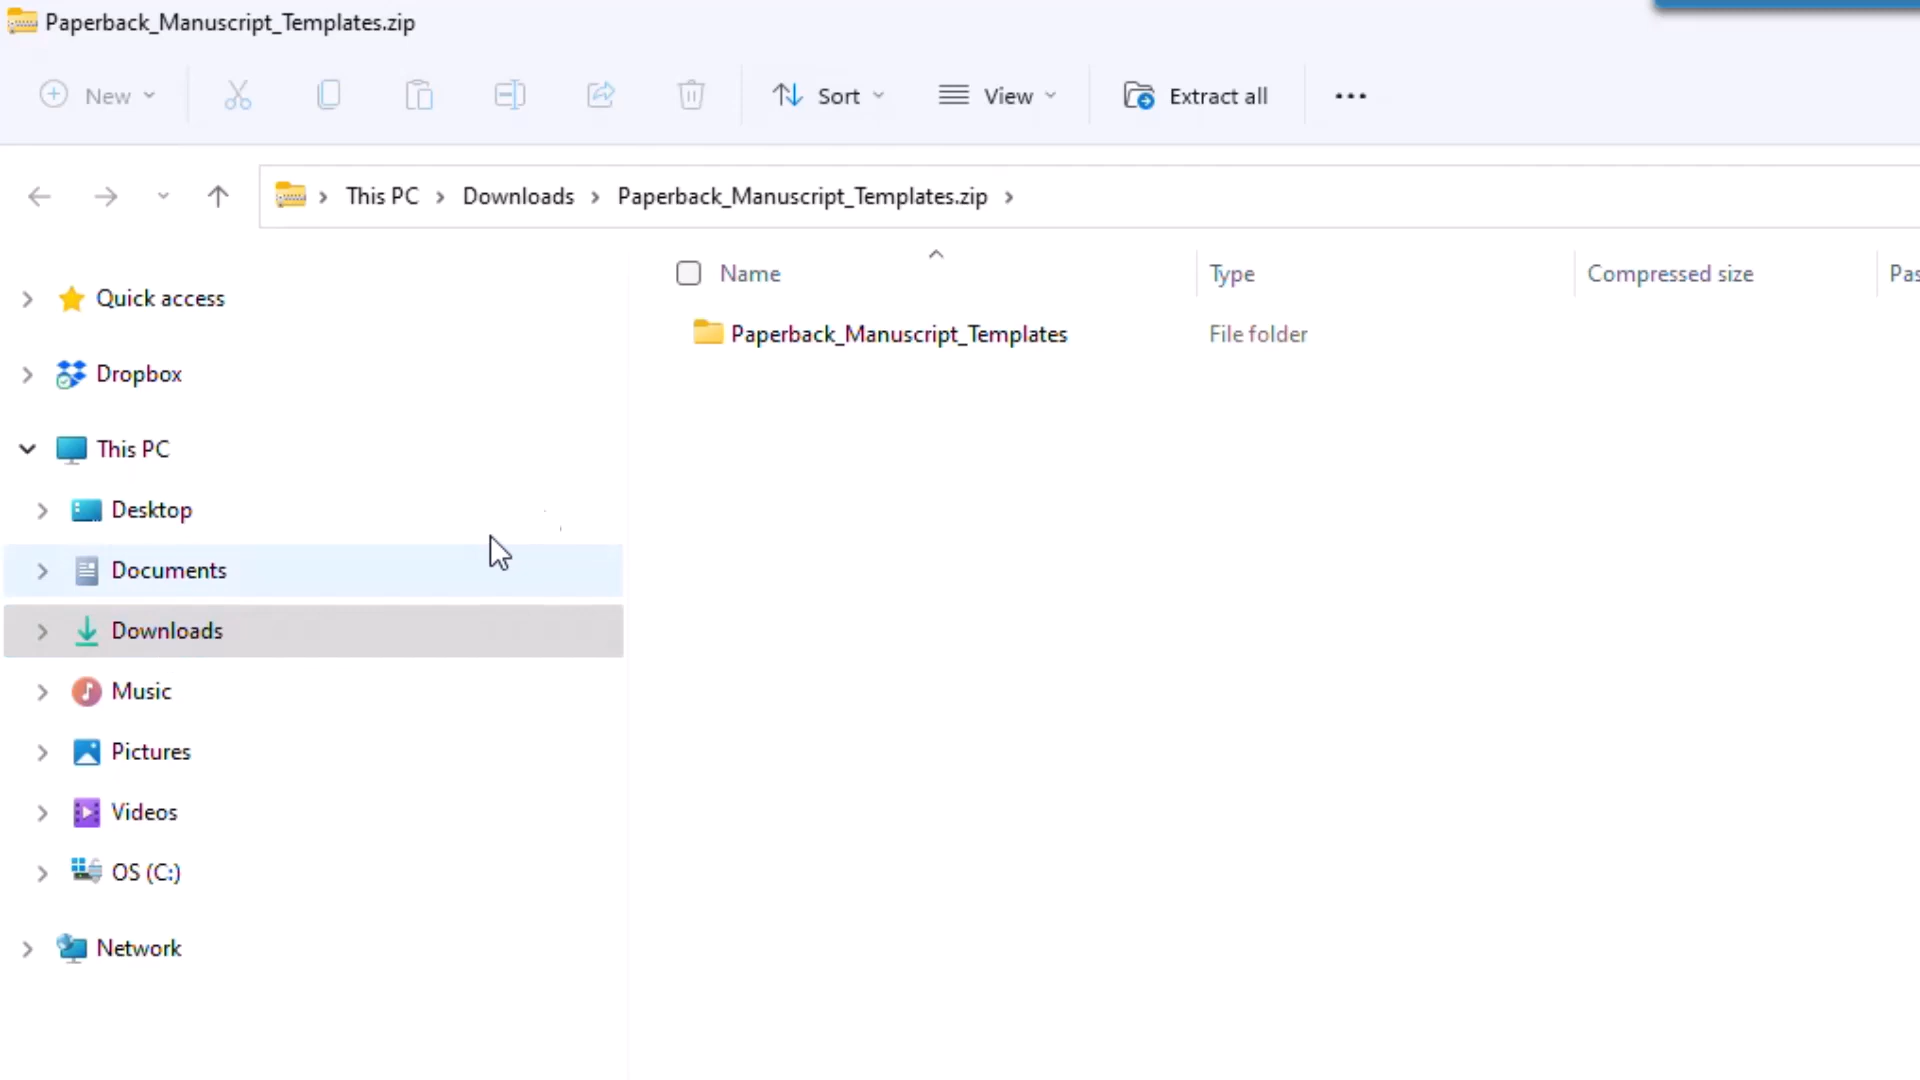 Paperback_Manuscript_Templates.zip
New Sort View Extract all
This PC Downloads Paperback_Manuscript_Templates.zip
Name Type Compressed size Pas
Paperback_Manuscript_Templates File folder
Quick access
Dropbox
This PC
Desktop
Documents
Downloads
Music
Pictures
Videos
OS (C:)
Network